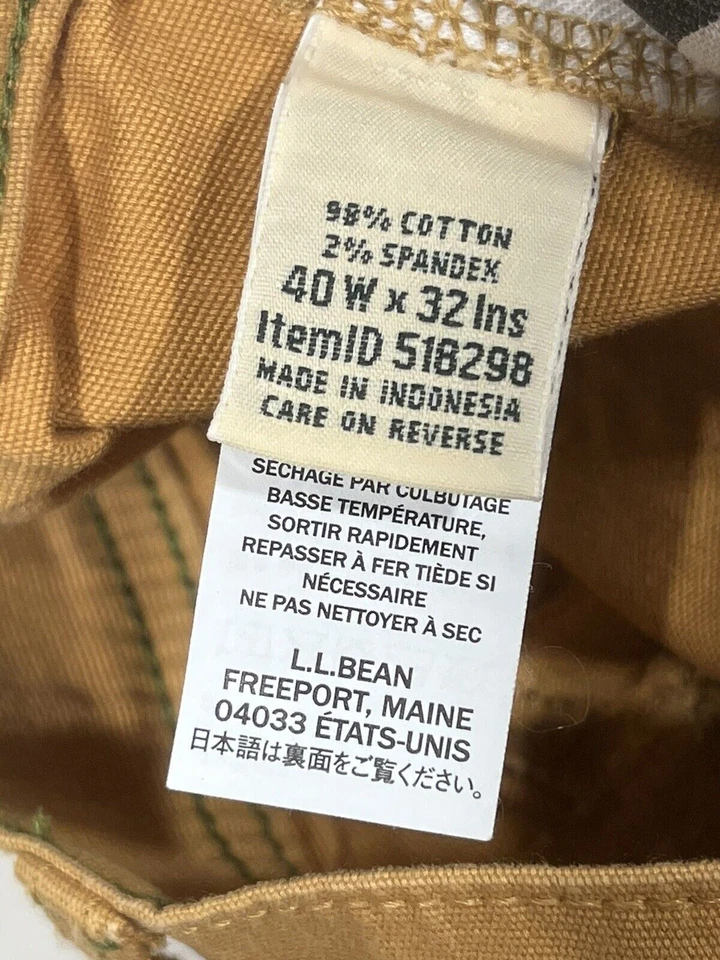 98% COTTON
2% SPANDEX
40 W x 32 Ins
ItemID 518298
MADE IN INDONESIA
CARE ON REVERSE
SECHAGE PAR CULBUTAGE
BASSE TEMPÉRATURE,
SORTIR RAPIDEMENT
REPASSER À FER TIÈDE SI
NÉCESSAIRE
NE PAS NETTOYER À SEC
L.L.BEAN
FREEPORT, MAINE
04033 ÉTATS-UNIS
日本語は裏面をご覧ください。